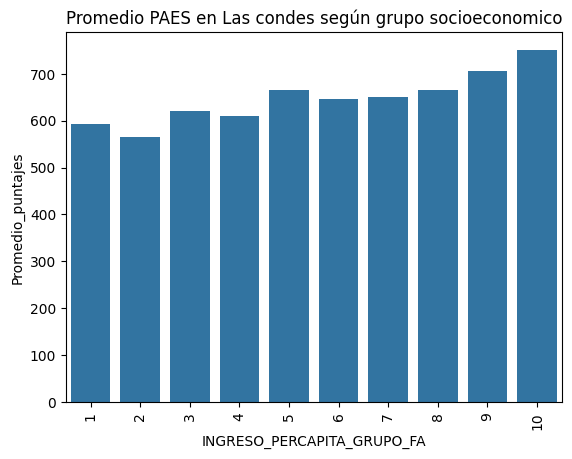 Promedio PAES en Las condes según grupo socioeconomico
700
600
500
400
300
200
100
0
Promedio_puntajes
1 2 3 4 5 6 7 8 9 10
INGRESO_PERCAPITA_GRUPO_FA